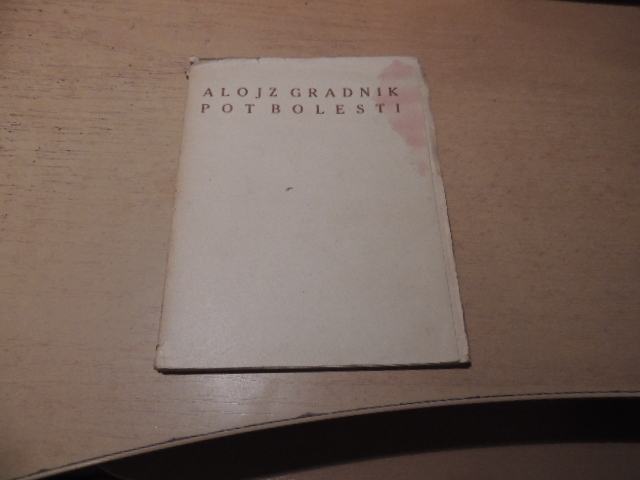 ALOJZ GRADNIK
POT BOLESTI